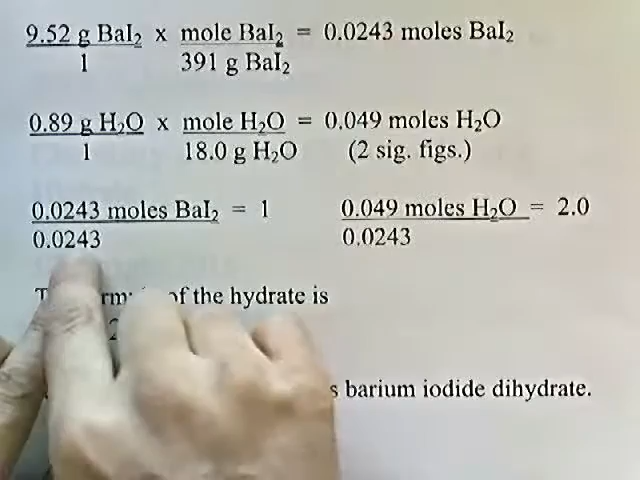 9.52 g BaI₂ x mole BaI₂ = 0.0243 moles BaI₂
1 391 g BaI₂
0.89 g H₂O x mole H₂O = 0.049 moles H₂O
1 18.0 g H₂O (2 sig. figs.)
0.0243 moles BaI₂ = 1 0.049 moles H₂O = 2.0
0.0243 0.0243
of the hydrate is
barium iodide dihydrate.